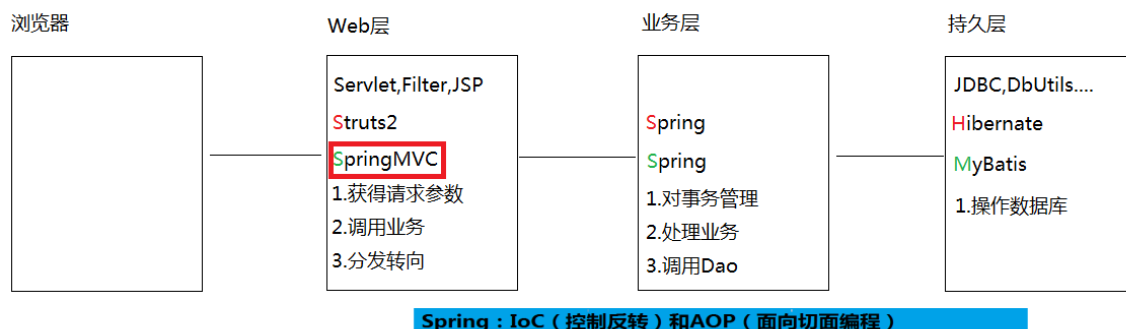 浏览器
Web层
业务层
持久层
Servlet,Filter,JSP
Struts2
SpringMVC
1.获得请求参数
2.调用业务
3.分发转向
Spring
Spring
1.对事务管理
2.处理业务
3.调用Dao
JDBC,DbUtils....
Hibernate
MyBatis
1.操作数据库
Spring：IoC（控制反转）和AOP（面向切面编程）